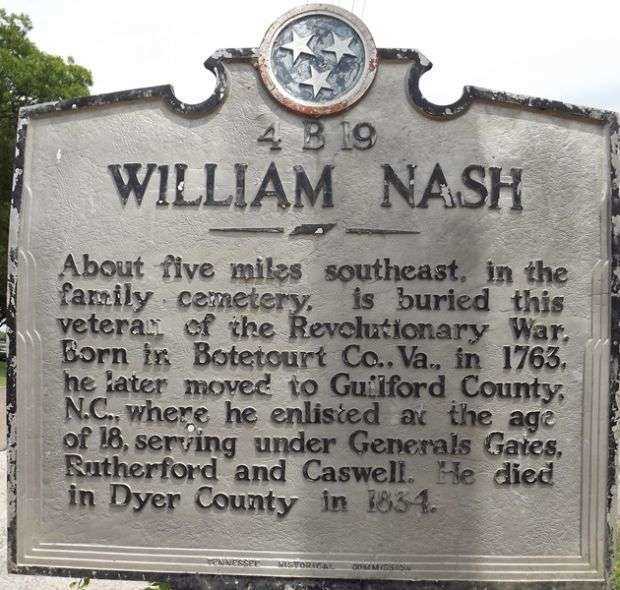 4 B 19
WILLIAM NASH
About five miles southeast, in the
family cemetery, is buried this
veteran of the Revolutionary War.
Born in Botetourt Co., Va., in 1763,
he later moved to Guilford County,
N.C., where he enlisted at the age
of 18, serving under Generals Gates,
Rutherford and Caswell. He died
in Dyer County in 1834.
TENNESSEE HISTORICAL COMMISSION